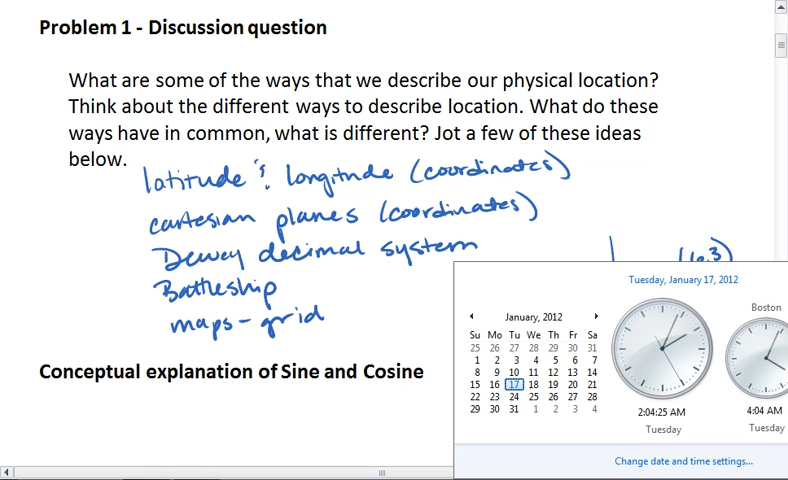 Problem 1 - Discussion question
What are some of the ways that we describe our physical location?
Think about the different ways to describe location. What do these
ways have in common, what is different? Jot a few of these ideas
below.
latitude & longitude (coordinates)
cartesian planes (coordinates)
Dewey decimal system
Battleship
maps - grid
Conceptual explanation of Sine and Cosine
Tuesday, January 17, 2012
January, 2012
Su Mo Tu We Th Fr Sa
25 26 27 28 29 30 31
1 2 3 4 5 6 7
8 9 10 11 12 13 14
15 16 17 18 19 20 21
22 23 24 25 26 27 28
29 30 31 1 2 3 4
2:04:25 AM
Tuesday
Boston
4:04 AM
Tuesday
Change date and time settings...